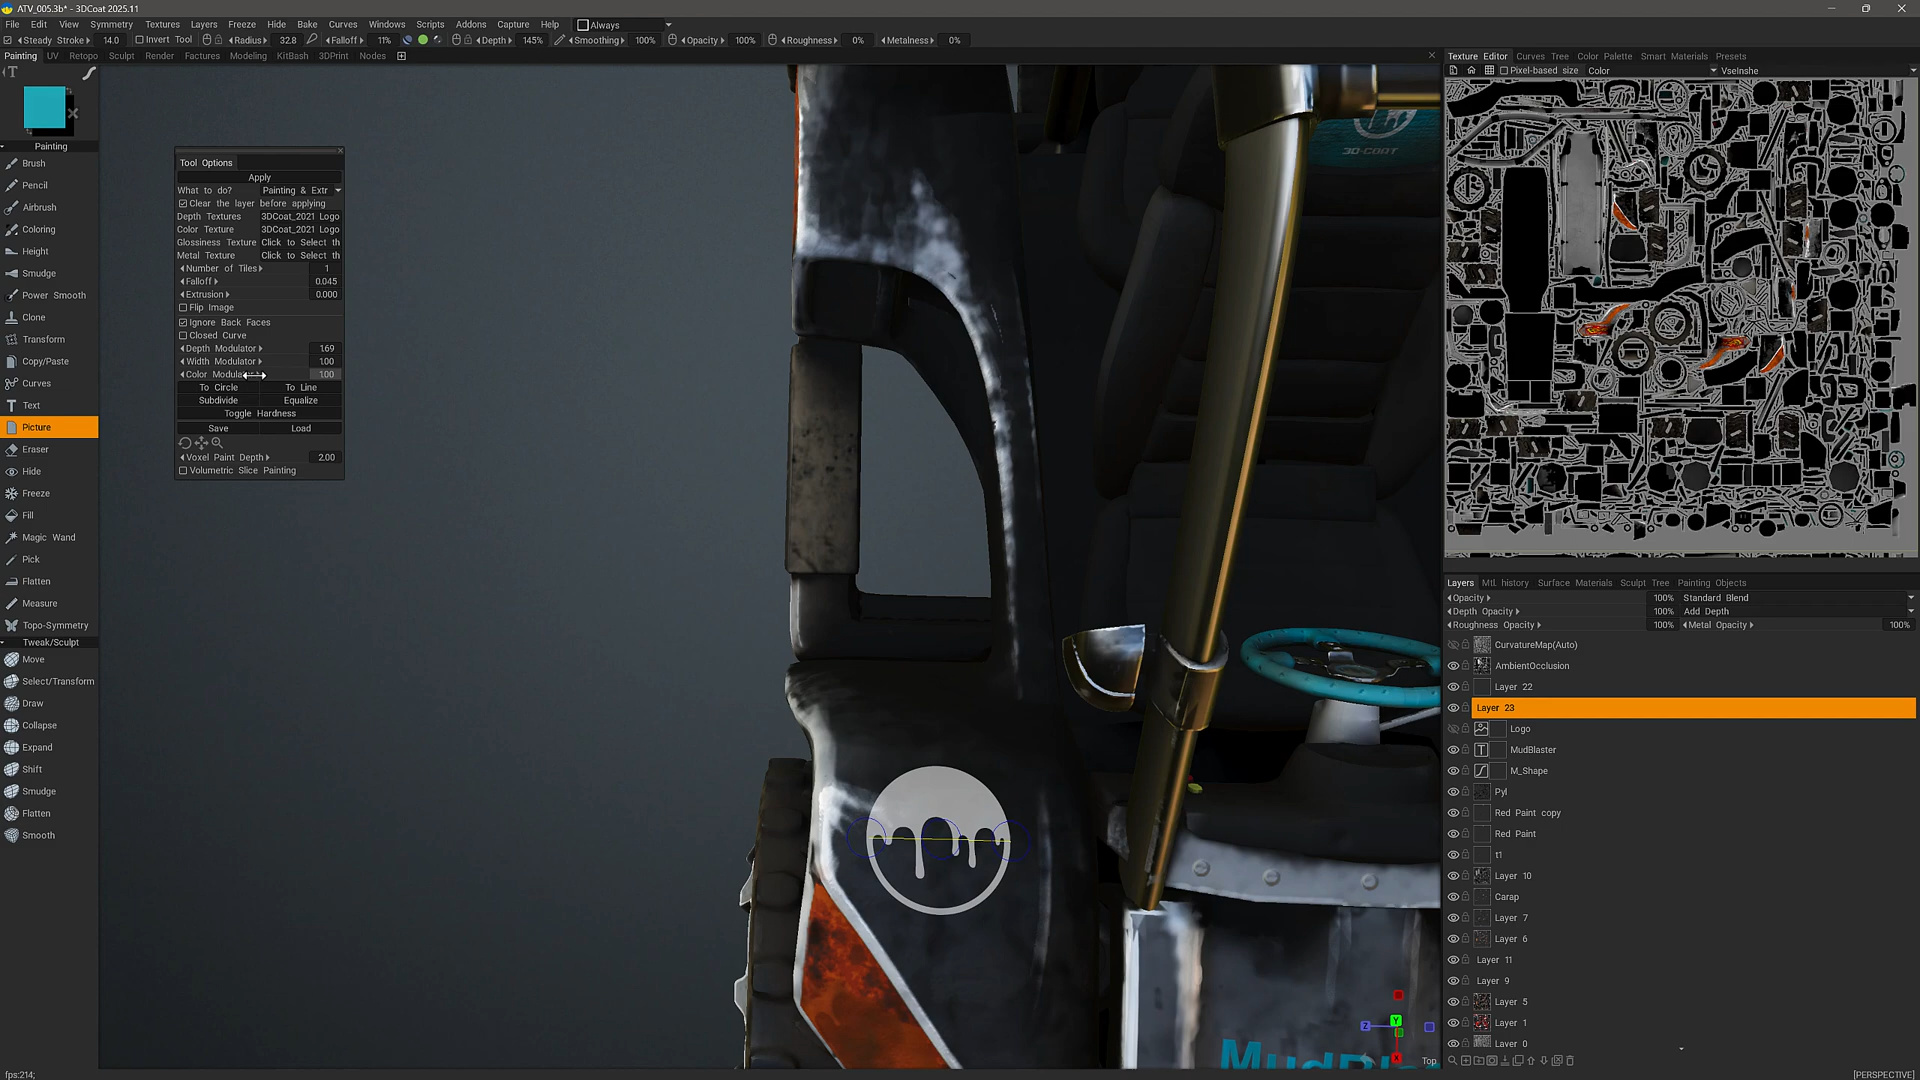 ATV_005.3b* - 3DCoat 2025.11
File Edit View Symmetry Textures Layers Freeze Hide Bake Curves Windows Scripts Addons Capture Help Always
Steady Stroke 14.0 Invert Tool Radius 32.8 Falloff 11% Depth 145% Smoothing 100% Opacity 100% Roughness 0% Metalness 0%
Painting UV Retopo Sculpt Render Factures Modeling KitBash 3DPrint Nodes
Painting
Brush
Pencil
Airbrush
Coloring
Height
Smudge
Power Smooth
Clone
Transform
Copy/Paste
Curves
Text
Picture
Eraser
Hide
Freeze
Fill
Magic Wand
Pick
Flatten
Measure
Topo-Symmetry
Tweak/Sculpt
Move
Select/Transform
Draw
Collapse
Expand
Shift
Smudge
Flatten
Smooth
fps:214;
Tool Options
Apply
What to do? Painting & Extr
Clear the layer before applying
Depth Textures 3DCoat_2021 Logo
Color Texture 3DCoat_2021 Logo
Glossiness Texture Click to Select th
Metal Texture Click to Select th
Number of Tiles 1
Falloff 0.045
Extrusion 0.000
Flip Image
Ignore Back Faces
Closed Curve
Depth Modulator 1.69
Width Modulator 1.00
Color Modula 1.00
To Circle To Line
Subdivide Equalize
Toggle Hardness
Save Load
Voxel Paint Depth 2.00
Volumetric Slice Painting
3D-COAT
Z Y X
Top
Texture Editor Curves Tree Color Palette Smart Materials Presets
Pixel-based size Color Vselnshe
Layers Mtl. history Surface Materials Sculpt Tree Painting Objects
Opacity 100% Standard Blend
Depth Opacity 100% Add Depth
Roughness Opacity 100% Metal Opacity 100%
CurvatureMap(Auto)
AmbientOcclusion
Layer 22
Layer 23
Logo
MudBlaster
M_Shape
Pyl
Red Paint copy
Red Paint
t1
Layer 10
Carap
Layer 7
Layer 6
Layer 11
Layer 9
Layer 5
Layer 1
Layer 0
[PERSPECTIVE]